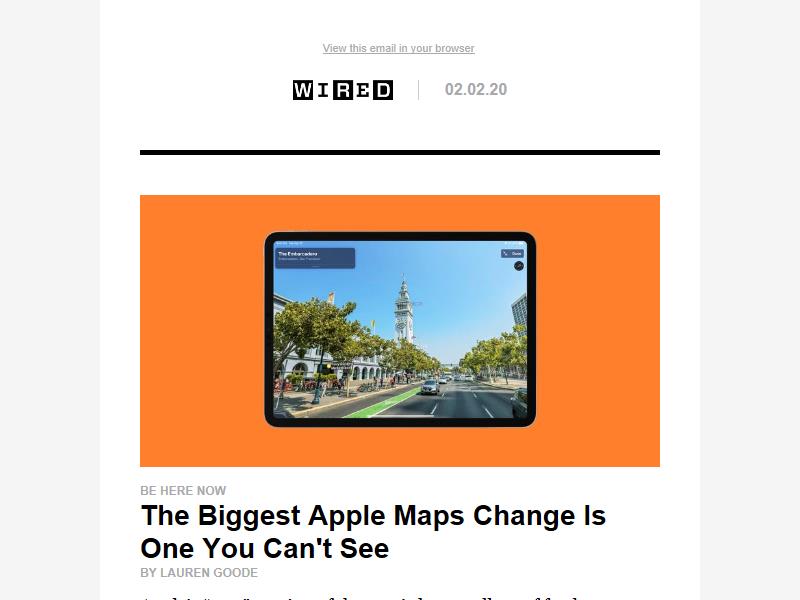 View this email in your browser
WIRED
02.02.20
The Embarcadero
BE HERE NOW
The Biggest Apple Maps Change Is
One You Can't See
BY LAUREN GOODE